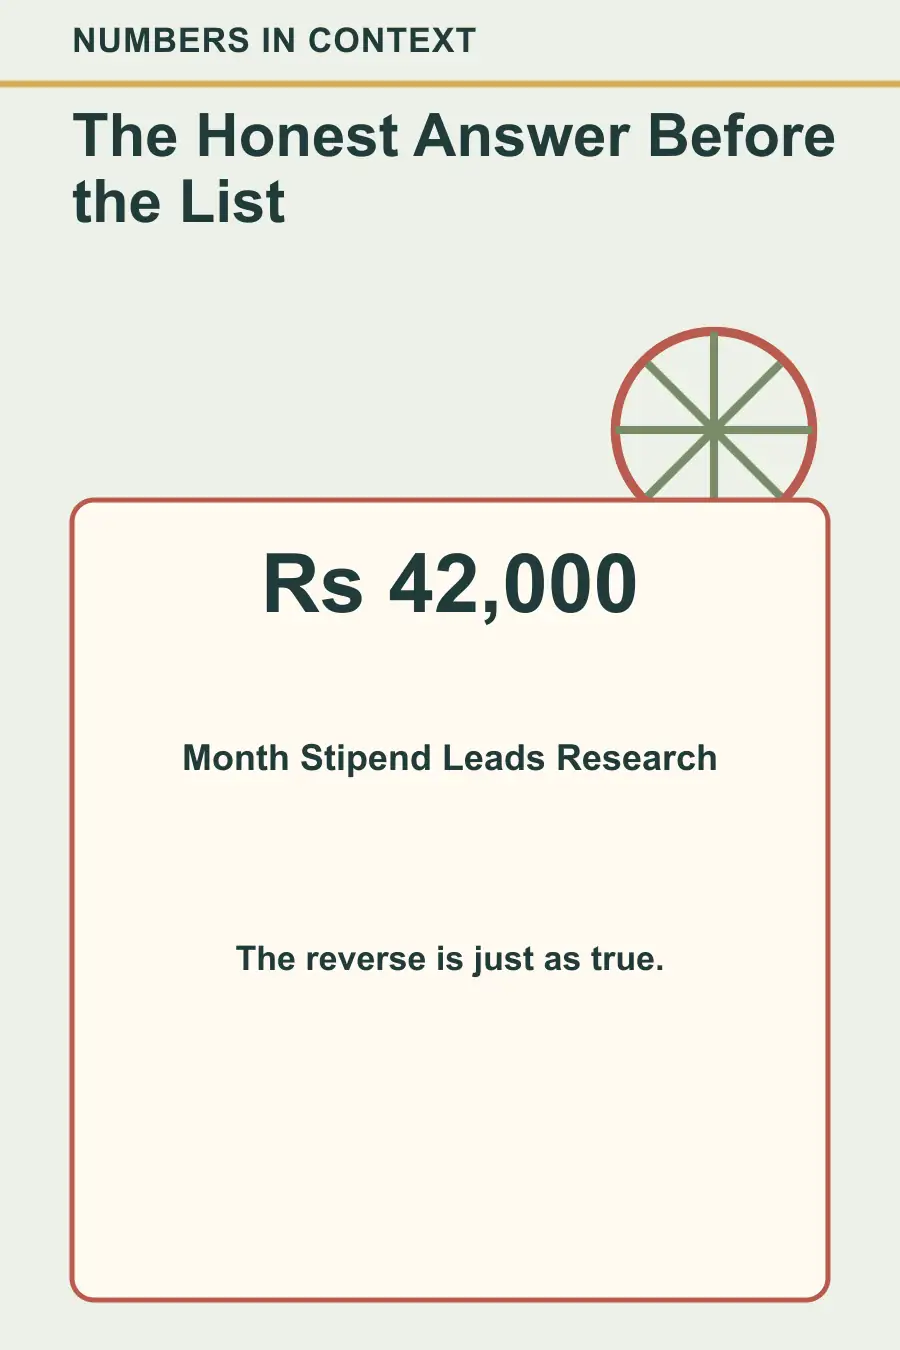 NUMBERS IN CONTEXT
The Honest Answer Before
the List
Rs 42,000
Month Stipend Leads Research
The reverse is just as true.